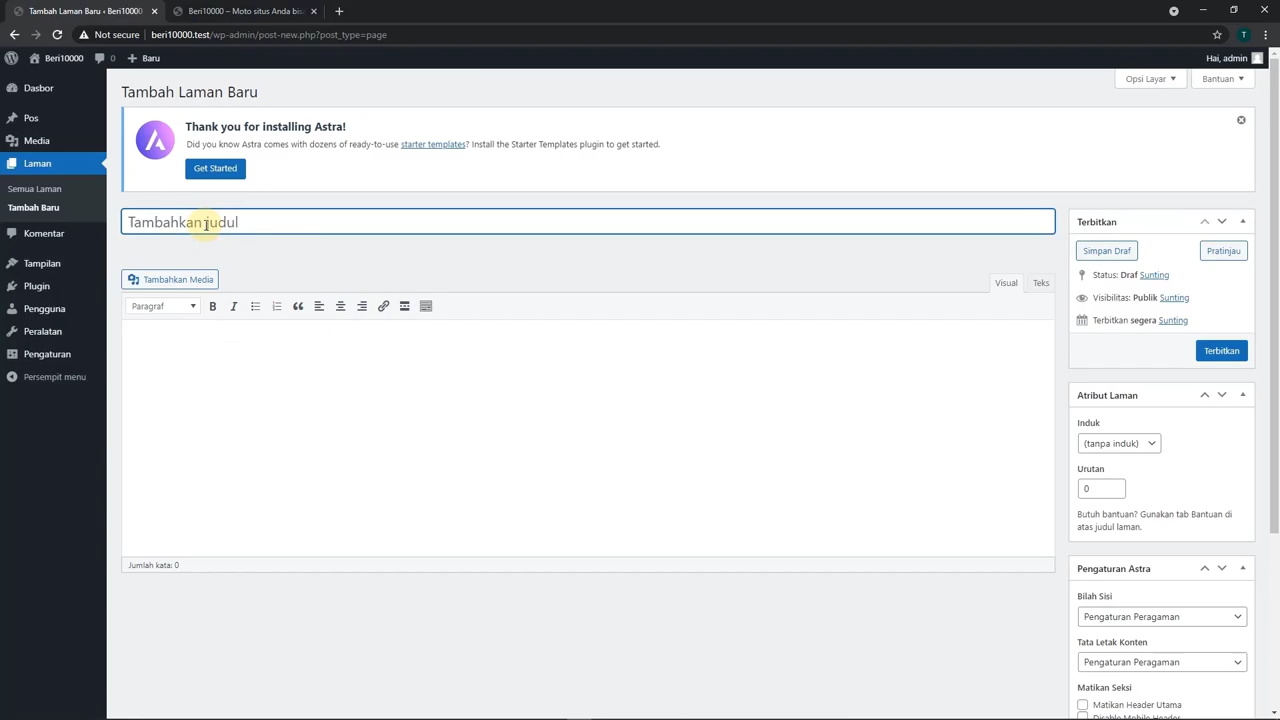 Laman Baru ‹ Beri10000
Beri10000 – Moto situs Anda bis
Not secure
beri10000.test/wp-admin/post-new.php?post_type=page
T
Beri10000
0
Baru
Hai, admin
Dasbor
Pos
Media
Laman
Semua Laman
Tambah Baru
Komentar
Tampilan
Plugin
Pengguna
Peralatan
Pengaturan
Persempit menu
Opsi Layar
Bantuan
Tambah Laman Baru
Thank you for installing Astra!
Did you know Astra comes with dozens of ready-to-use starter templates? Install the Starter Templates plugin to get started.
Get Started
Tambahkan judul
Tambahkan Media
Visual
Teks
Paragraf
B
I
Jumlah kata: 0
Terbitkan
Simpan Draf
Pratinjau
Status: Draf Sunting
Visibilitas: Publik Sunting
Terbitkan segera Sunting
Terbitkan
Atribut Laman
Induk
(tanpa induk)
Urutan
0
Butuh bantuan? Gunakan tab Bantuan di
atas judul laman.
Pengaturan Astra
Bilah Sisi
Pengaturan Peragaman
Tata Letak Konten
Pengaturan Peragaman
Matikan Seksi
Matikan Header Utama
Disable Mobile Header